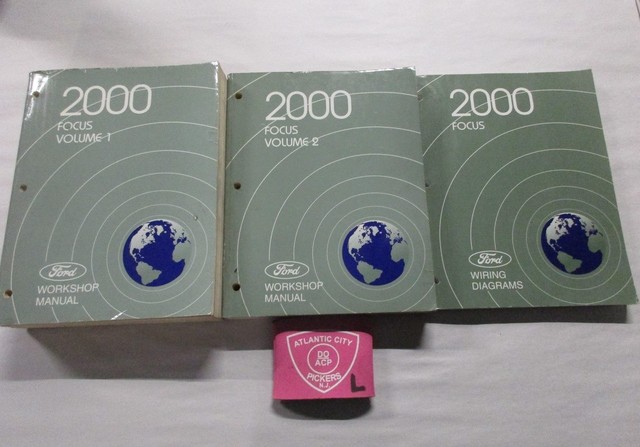 2000
FOCUS
VOLUME 1
Ford
WORKSHOP
MANUAL
2000
FOCUS
VOLUME 2
Ford
WORKSHOP
MANUAL
2000
FOCUS
Ford
WIRING
DIAGRAMS
ATLANTIC CITY
DO
ACP
PICKERS
N.J.
L